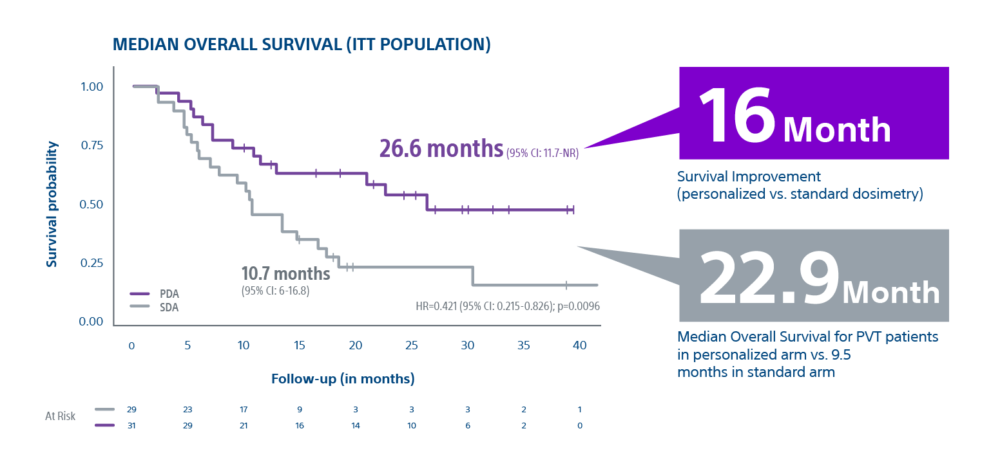 MEDIAN OVERALL SURVIVAL (ITT POPULATION)
Survival probability
1.00
0.75
0.50
0.25
0.00
26.6 months (95% CI: 11.7-NR)
10.7 months
(95% CI: 6-16.8)
PDA
SDA
HR=0.421 (95% CI: 0.215-0.826); p=0.0096
0 5 10 15 20 25 30 35 40
Follow-up (in months)
At Risk
29 23 17 9 3 3 3 2 1
31 29 21 16 14 10 6 2 0
16 Month
Survival Improvement
(personalized vs. standard dosimetry)
22.9 Month
Median Overall Survival for PVT patients
in personalized arm vs. 9.5
months in standard arm